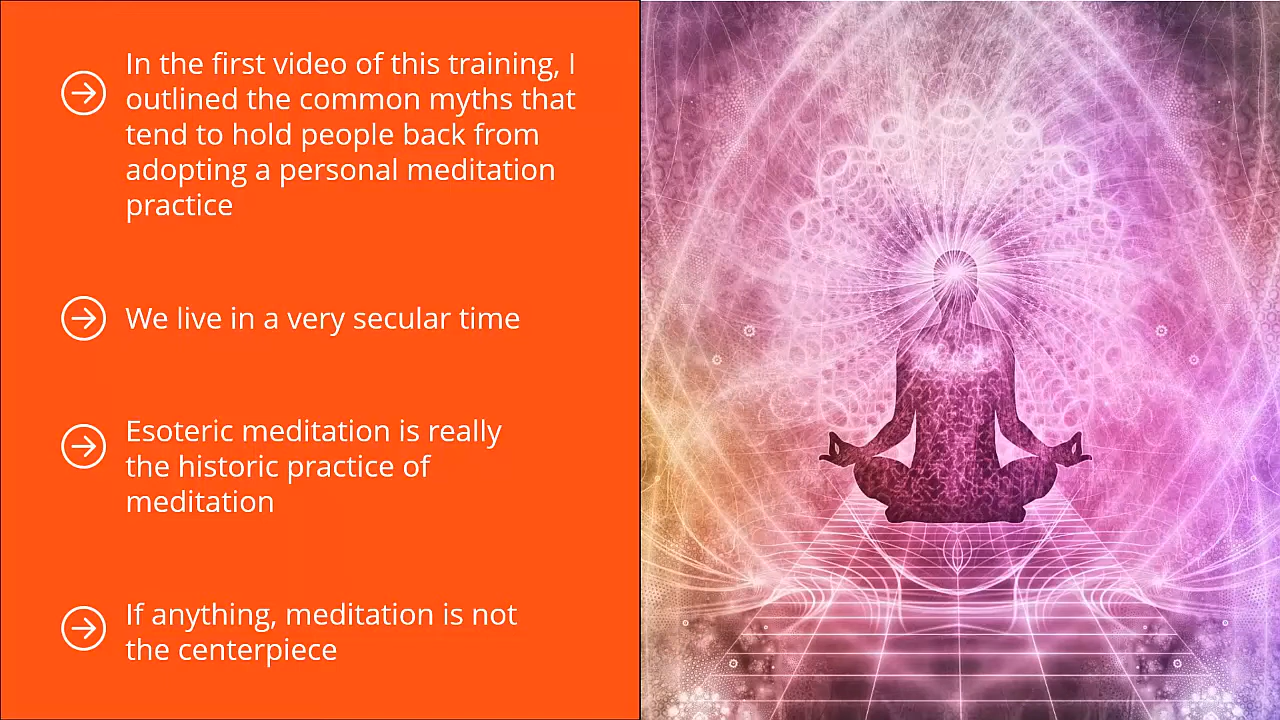 In the first video of this training, I
outlined the common myths that
tend to hold people back from
adopting a personal meditation
practice
We live in a very secular time
Esoteric meditation is really
the historic practice of
meditation
If anything, meditation is not
the centerpiece